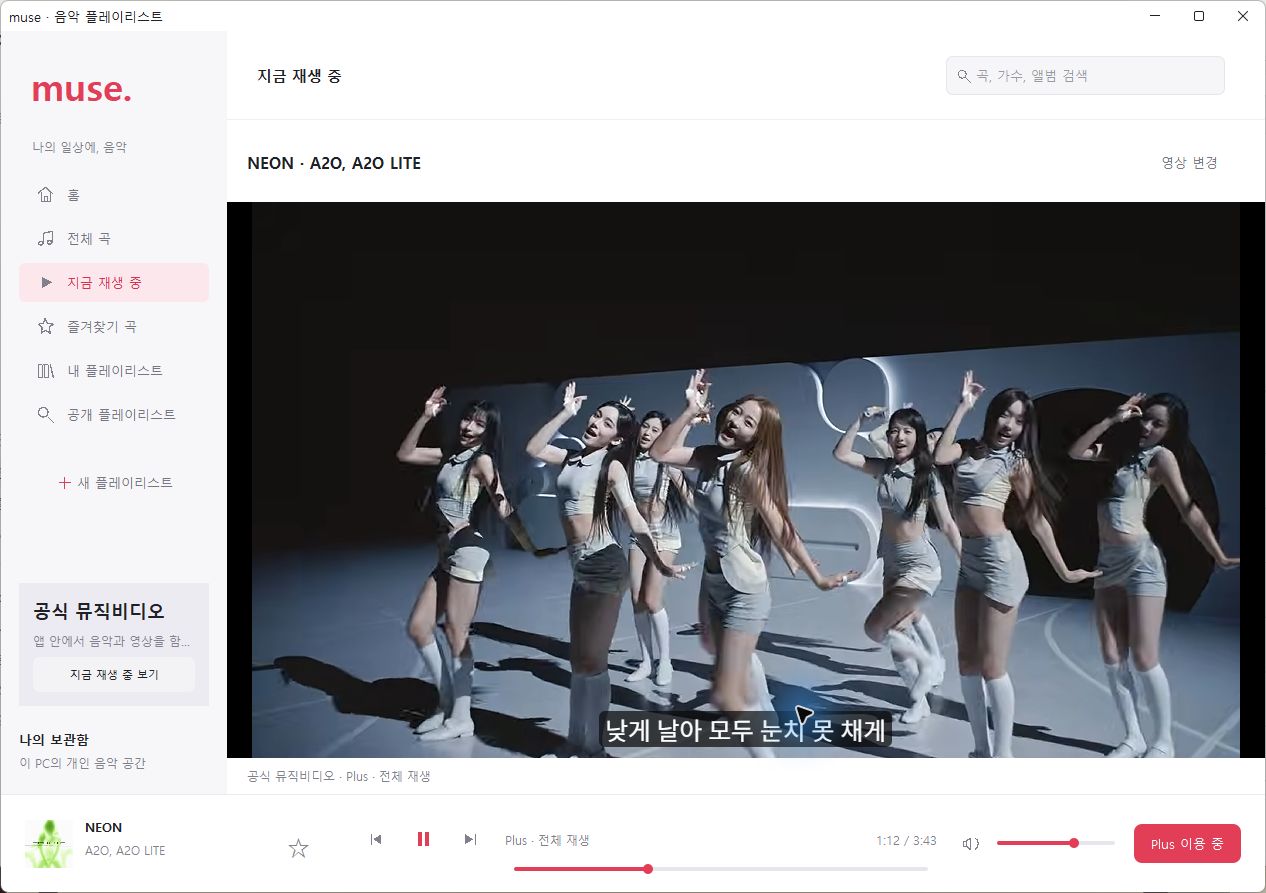 muse · 음악 플레이리스트
muse.
나의 일상에, 음악
홈
전체 곡
지금 재생 중
즐겨찾기 곡
내 플레이리스트
공개 플레이리스트
+ 새 플레이리스트
공식 뮤직비디오
앱 안에서 음악과 영상을 함...
지금 재생 중 보기
나의 보관함
이 PC의 개인 음악 공간
지금 재생 중
곡, 가수, 앨범 검색
NEON · A2O, A2O LITE
영상 변경
낮게 날아 모두 눈치 못 채게
공식 뮤직비디오 · Plus · 전체 재생
NEON
A2O, A2O LITE
Plus · 전체 재생
1:12 / 3:43
Plus 이용 중